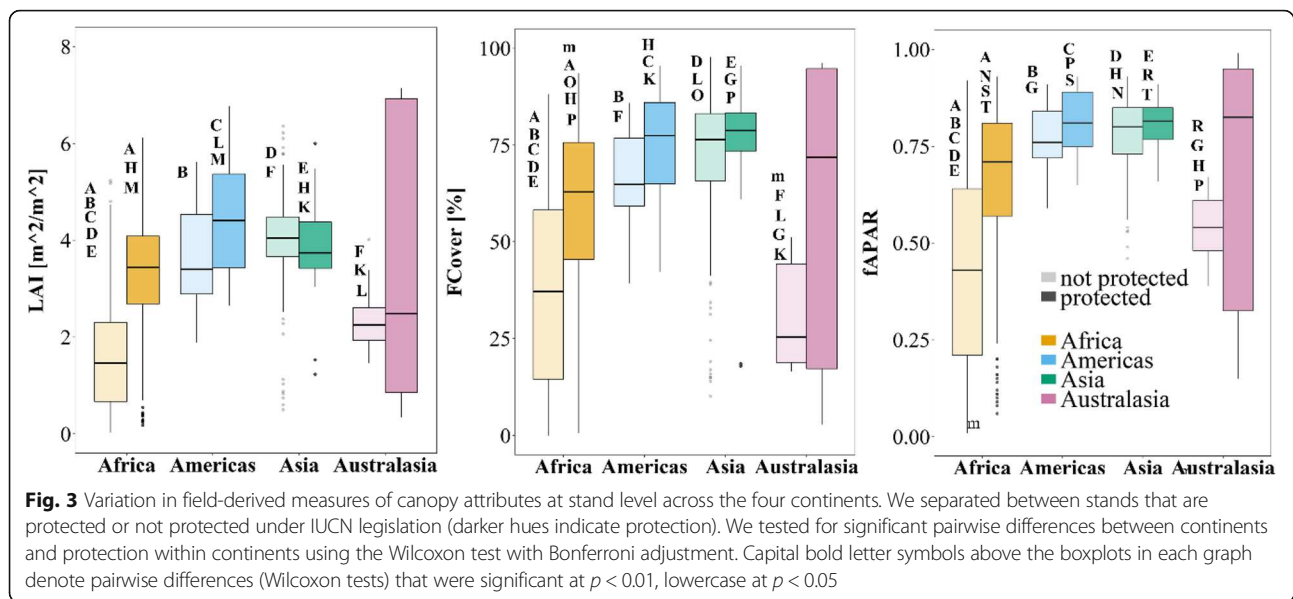 8
6
4
2
0
LAI [m^2/m^2]
A
B
C
D
E
A
H
M
B
C
L
M
D
F
E
H
K
F
K
L
Africa Americas Asia Australasia
100
75
50
25
0
FCover [%]
A
B
C
D
E
m
A
O
H
P
B
F
H
C
K
D
L
O
E
G
P
m
F
L
G
K
Africa Americas Asia Australasia
1.00
0.75
0.50
0.25
0.00
fAPAR
A
B
C
D
E
A
N
S
T
B
G
C
P
S
D
H
N
E
R
T
R
G
H
P
m
not protected
protected
Africa
Americas
Asia
Australasia
Africa Americas Asia Australasia
Fig. 3 Variation in field-derived measures of canopy attributes at stand level across the four continents. We separated between stands that are
protected or not protected under IUCN legislation (darker hues indicate protection). We tested for significant pairwise differences between continents
and protection within continents using the Wilcoxon test with Bonferroni adjustment. Capital bold letter symbols above the boxplots in each graph
denote pairwise differences (Wilcoxon tests) that were significant at p < 0.01, lowercase at p < 0.05